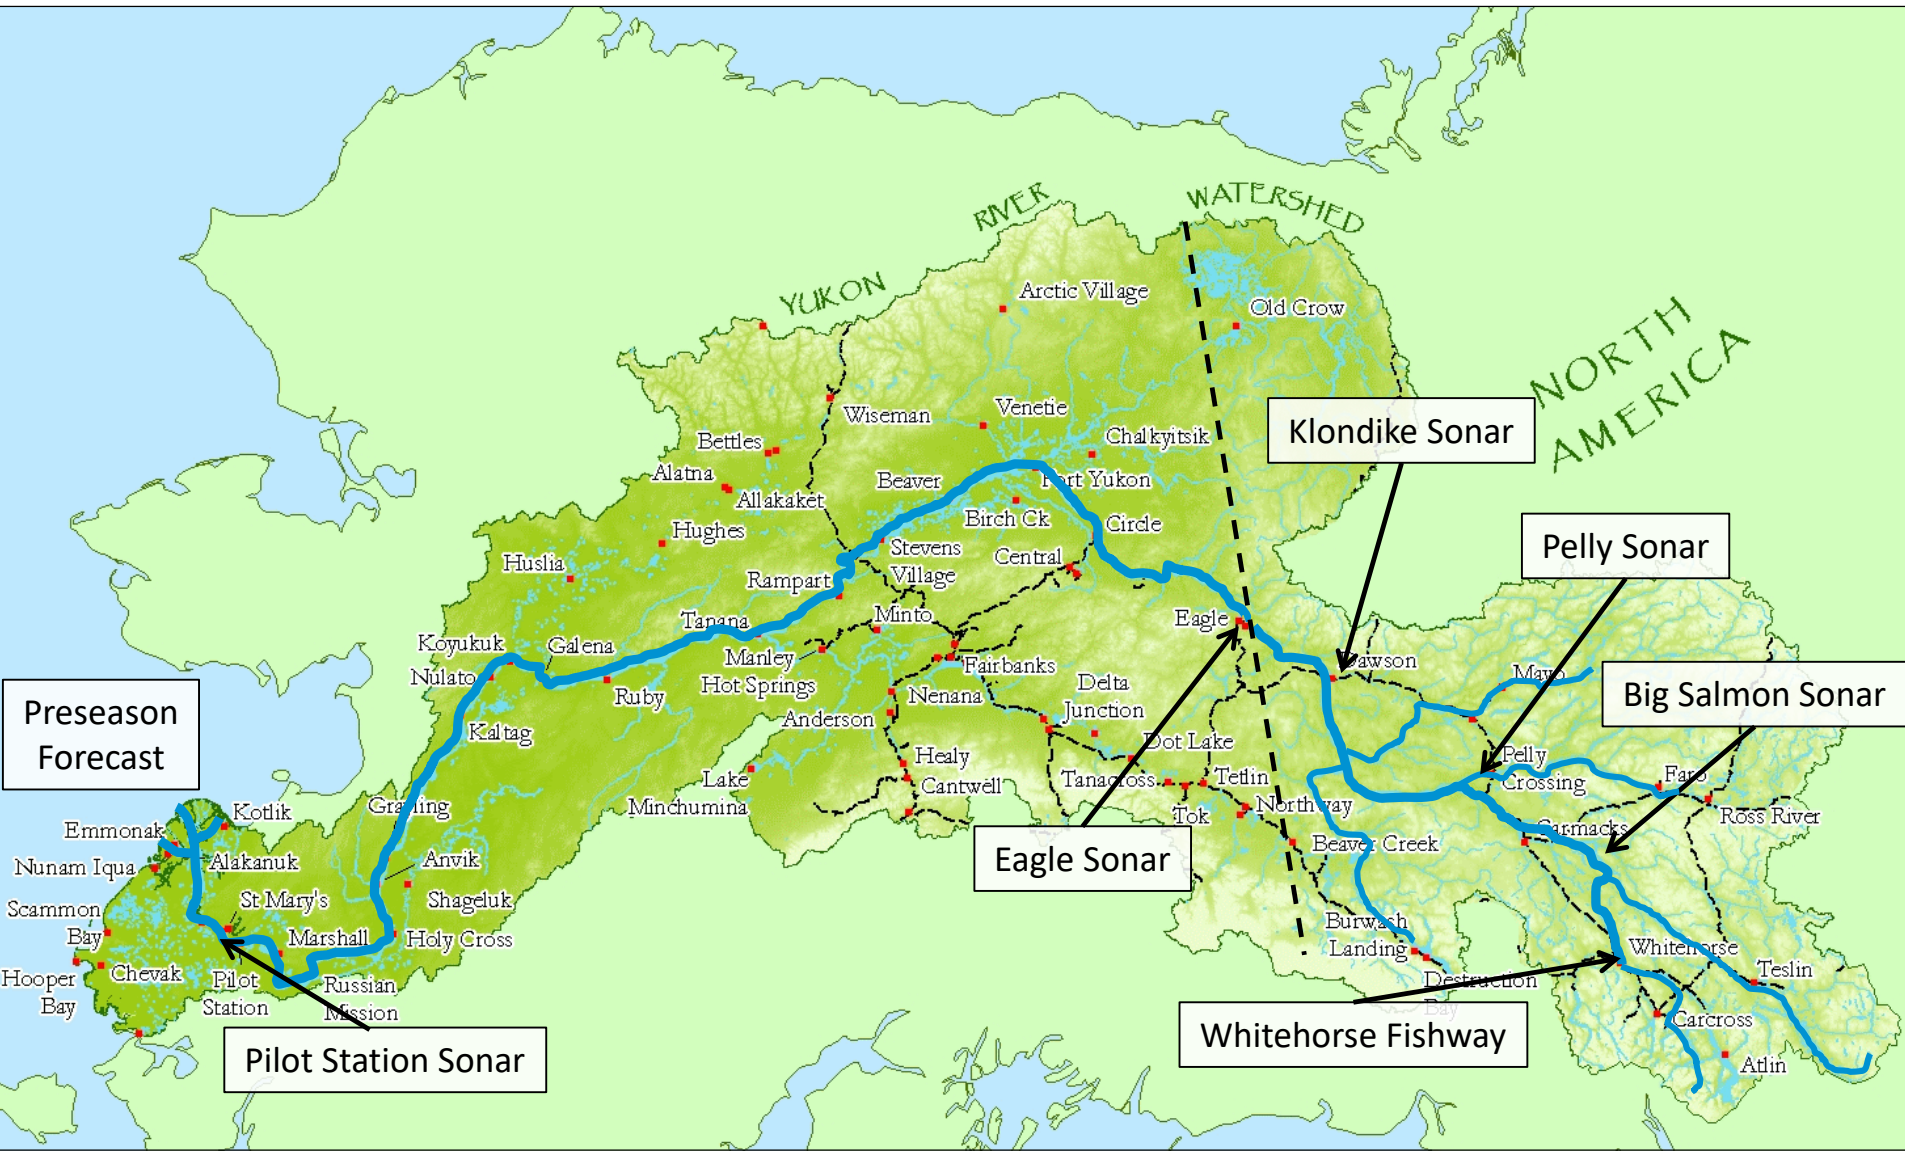 RIVER
WATERSHED
YUKON
NORTH
AMERICA
Arctic Village
Old Crow
Wiseman
Venetie
Chalkyitsik
Klondike Sonar
Bettles
Alatna
Allakaket
Beaver
Fort Yukon
Birch Ck
Circle
Hughes
Stevens
Village
Central
Pelly Sonar
Huslia
Rampart
Minto
Tanana
Eagle
Koyukuk
Galena
Manley
Hot Springs
Fairbanks
Dawson
Mayo
Nulato
Ruby
Nenana
Delta
Junction
Big Salmon Sonar
Preseason
Forecast
Kaltag
Anderson
Dot Lake
Healy
Pelly
Crossing
Lake
Minchumina
Cantwell
Tanacross
Tetlin
Faro
Grayling
Kotlik
Northway
Tok
Ross River
Emmonak
Carmacks
Eagle Sonar
Beaver Creek
Nunam Iqua
Alakanuk
Anvik
Shageluk
St Mary's
Scammon
Bay
Marshall
Holy Cross
Burwash
Landing
Whitehorse
Hooper
Bay
Chevak
Pilot
Station
Russian
Mission
Destruction
Bay
Teslin
Whitehorse Fishway
Carcross
Pilot Station Sonar
Atlin